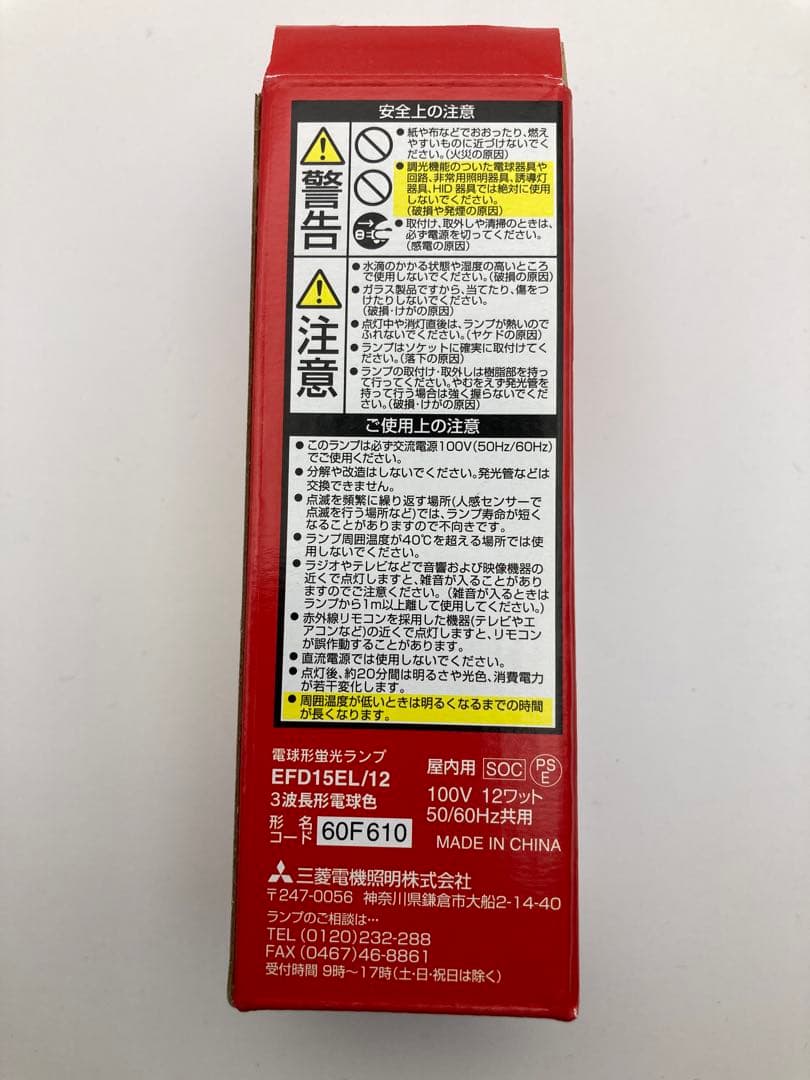 安全上の注意
警告
●紙や布などでおおったり、燃え
やすいものに近づけないでく
ださい。(火災の原因)
●調光機能のついた電球器具や
回路、非常用照明器具、誘導灯
器具、HID器具では絶対に使用
しないでください。
(破損や発煙の原因)
●取付け、取外しや清掃のときは、
必ず電源を切ってください。
(感電の原因)
注意
●水滴のかかる状態や湿度の高いところ
で使用しないでください。(破損の原因)
●ガラス製品ですから、当てたり、傷をつ
けたりしないでください。
(破損・けがの原因)
●点灯中や消灯直後は、ランプが熱いので
ふれないでください。(ヤケドの原因)
●ランプはソケットに確実に取付けてく
ださい。(落下の原因)
●ランプの取付け・取外しは樹脂部を持っ
て行ってください。やむをえず発光管を
持って行う場合は強く握らないでくだ
さい。(破損・けがの原因)
ご使用上の注意
●このランプは必ず交流電源100V(50Hz/60Hz)
でご使用ください。
●分解や改造はしないでください。発光管などは
交換できません。
●点滅を頻繁に繰り返す場所(人感センサーで
点滅を行う場所など)では、ランプ寿命が短く
なることがありますので不向きです。
●ランプ周囲温度が40℃を超える場所では使
用しないでください。
●ラジオやテレビなどで音響および映像機器の
近くで点灯しますと、雑音が入ることがあり
ますのでご注意ください。(雑音が入るときは
ランプから1m以上離して使用してください。)
●赤外線リモコンを採用した機器(テレビやエ
アコンなど)の近くで点灯しますと、リモコン
が誤作動することがあります。
●直流電源では使用しないでください。
●点灯後、約20分間は明るさや光色、消費電力
が若干変化します。
●周囲温度が低いときは明るくなるまでの時間
が長くなります。
電球形蛍光ランプ
EFD15EL/12
3波長形電球色
形名
コード 60F610
屋内用 SOC PS
E
100V 12ワット
50/60Hz共用
MADE IN CHINA
三菱電機照明株式会社
〒247-0056 神奈川県鎌倉市大船2-14-40
ランプのご相談は…
TEL(0120)232-288
FAX(0467)46-8861
受付時間 9時～17時(土・日・祝日は除く)